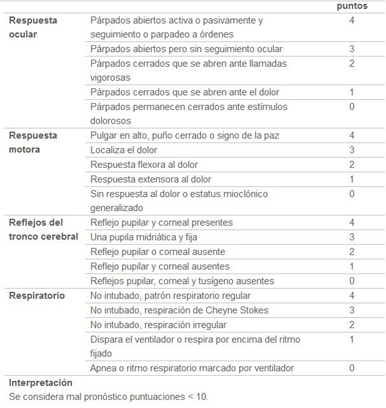 puntos
Respuesta ocular Párpados abiertos activa o pasivamente y seguimiento o parpadeo a órdenes 4
Párpados abiertos pero sin seguimiento ocular 3
Párpados cerrados que se abren ante llamadas vigorosas 2
Párpados cerrados que se abren ante el dolor 1
Párpados permanecen cerrados ante estímulos dolorosos 0
Respuesta motora Pulgar en alto, puño cerrado o signo de la paz 4
Localiza el dolor 3
Respuesta flexora al dolor 2
Respuesta extensora al dolor 1
Sin respuesta al dolor o estatus mioclónico generalizado 0
Reflejos del tronco cerebral Reflejo pupilar y corneal presentes 4
Una pupila midriática y fija 3
Reflejo pupilar o corneal ausente 2
Reflejo pupilar y corneal ausentes 1
Reflejos pupilar, corneal y tusígeno ausentes 0
Respiratorio No intubado, patrón respiratorio regular 4
No intubado, respiración de Cheyne Stokes 3
No intubado, respiración irregular 2
Dispara el ventilador o respira por encima del ritmo fijado 1
Apnea o ritmo respiratorio marcado por ventilador 0
Interpretación
Se considera mal pronóstico puntuaciones < 10.